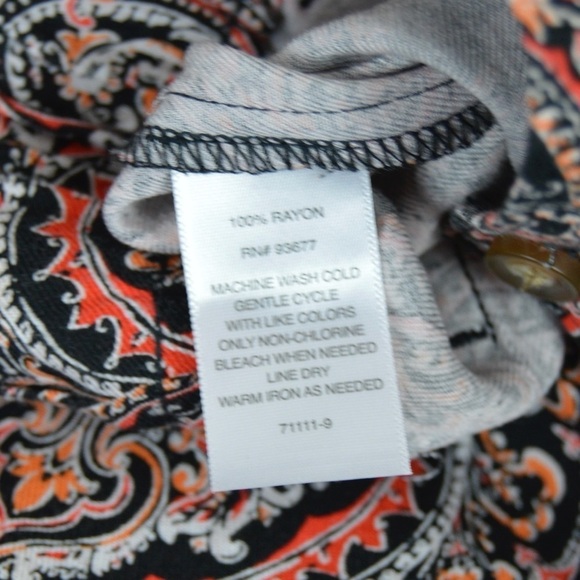 100% RAYON
RN# 93677
MACHINE WASH COLD
GENTLE CYCLE
WITH LIKE COLORS
ONLY NON-CHLORINE
BLEACH WHEN NEEDED
LINE DRY
WARM IRON AS NEEDED
71111-9